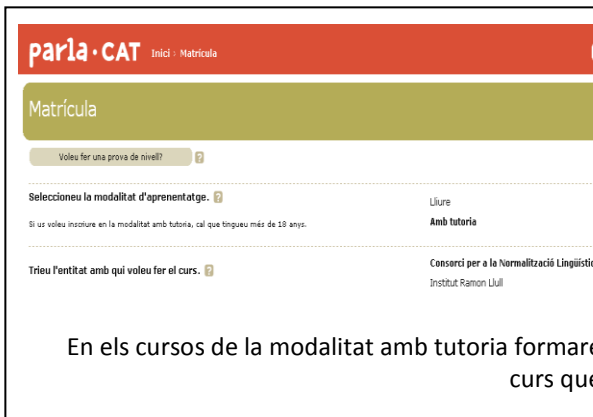 parla·CAT Inici > Matrícula
Matrícula
Voleu fer una prova de nivell? ?
Seleccioneu la modalitat d'aprenentatge. ?
Lliure
Si us voleu inscriure en la modalitat amb tutoria, cal que tingueu més de 18 anys.
Amb tutoria
Trieu l'entitat amb qui voleu fer el curs. ?
Consorci per a la Normalització Lingüístic
Institut Ramon Llull
En els cursos de la modalitat amb tutoria formare
curs que